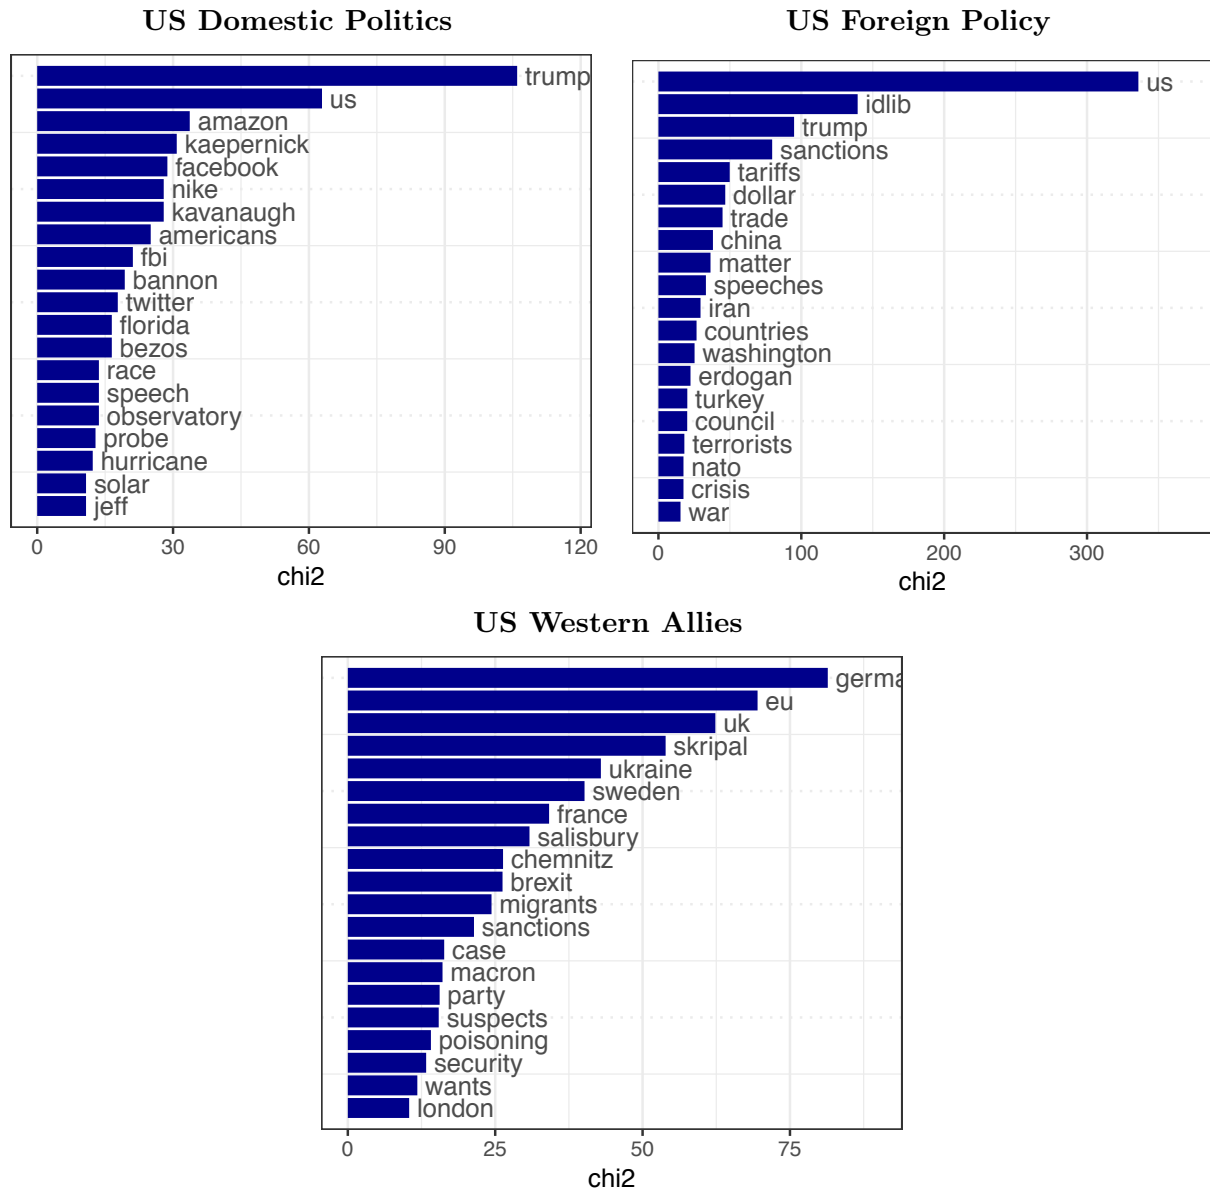 US Domestic Politics
trump
us
amazon
kaepernick
facebook
nike
kavanaugh
americans
fbi
bannon
twitter
florida
bezos
race
speech
observatory
probe
hurricane
solar
jeff
0 30 60 90 120
chi2
US Foreign Policy
us
idlib
trump
sanctions
tariffs
dollar
trade
china
matter
speeches
iran
countries
washington
erdogan
turkey
council
terrorists
nato
crisis
war
0 100 200 300
chi2
US Western Allies
germa
eu
uk
skripal
ukraine
sweden
france
salisbury
chemnitz
brexit
migrants
sanctions
case
macron
party
suspects
poisoning
security
wants
london
0 25 50 75
chi2